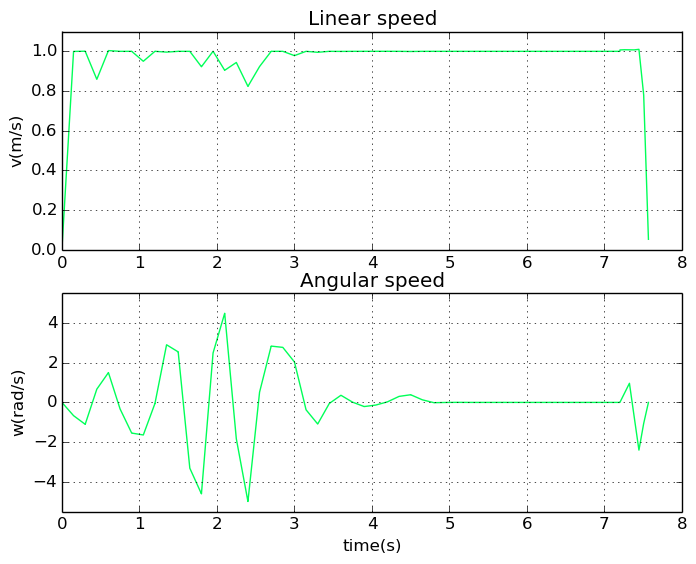 Linear speed
1.0
0.8
0.6
0.4
0.2
0.0
v(m/s)
0 1 2 3 4 5 6 7 8
Angular speed
4
2
0
−2
−4
w(rad/s)
0 1 2 3 4 5 6 7 8
time(s)